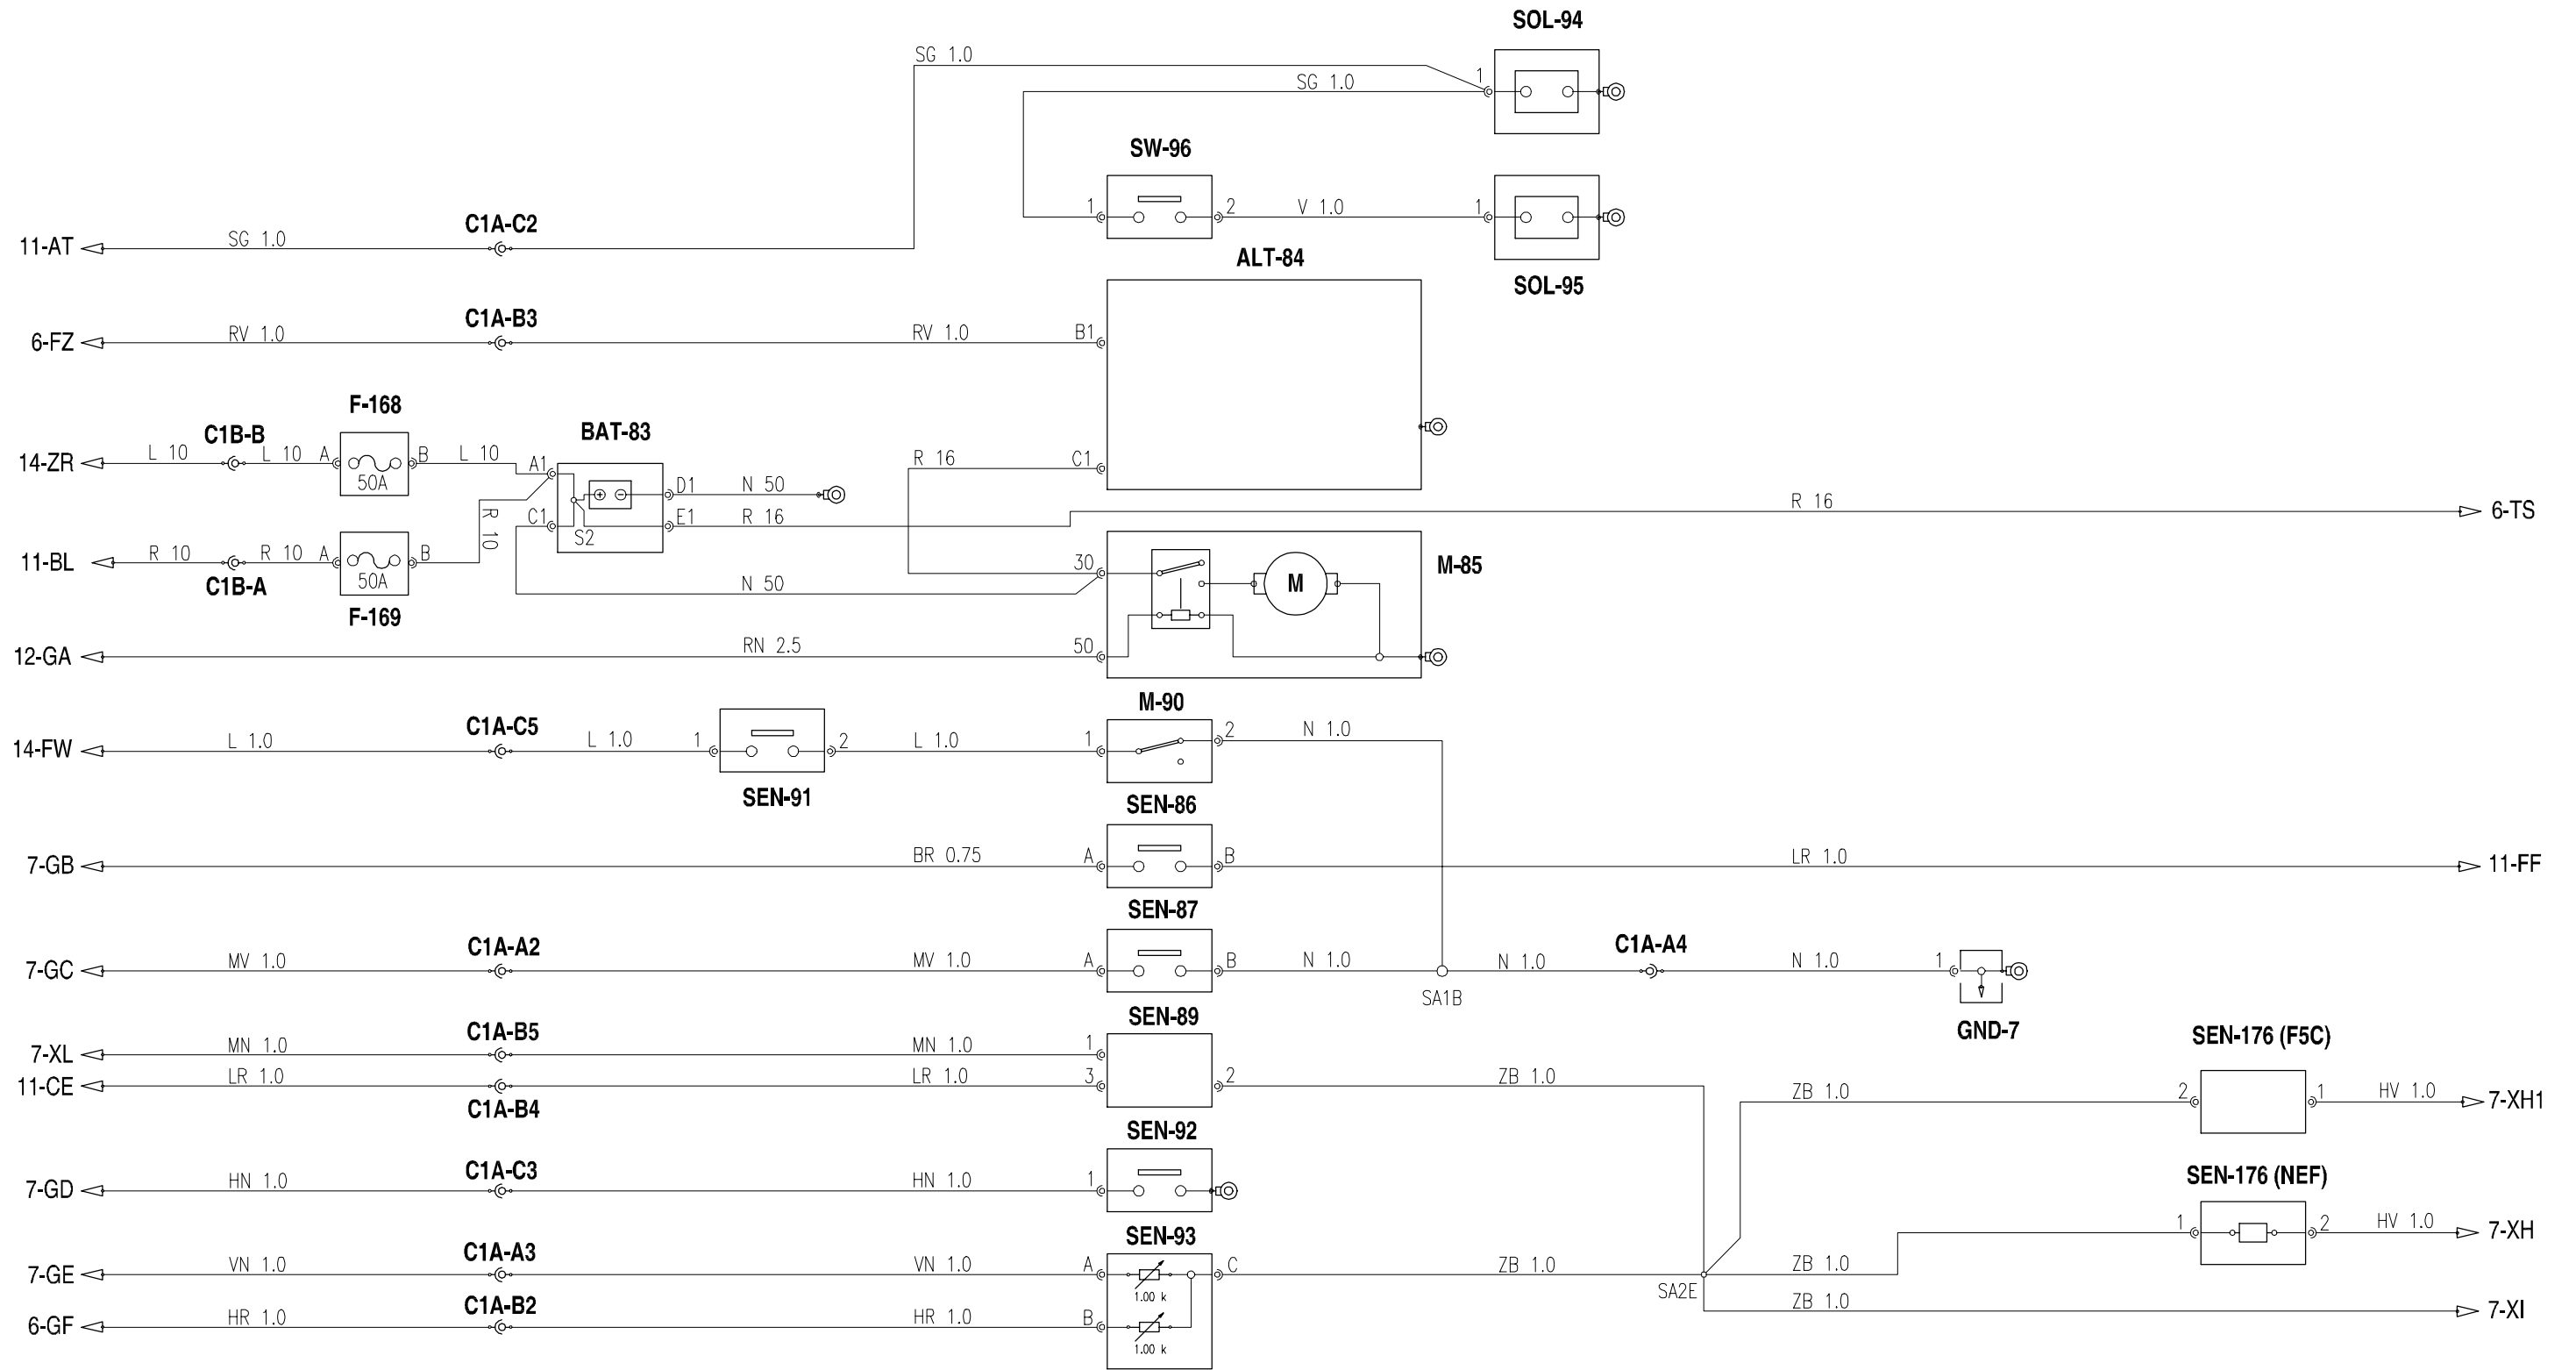 SOL-94
SG 1.0
1
SG 1.0
SW-96
1
2
V 1.0
1
C1A-C2
11-AT
SG 1.0
ALT-84
SOL-95
C1A-B3
6-FZ
RV 1.0
RV 1.0
B1
F-168
C1B-B
BAT-83
14-ZR
L 10
L 10
A
B
L 10
A1
50A
R 16
C1
D1
N 50
R 16
6-TS
R 10
C1
S2
E1
R 16
11-BL
R 10
R 10
A
B
50A
C1B-A
F-169
30
M
M-85
N 50
12-GA
RN 2.5
50
M-90
C1A-C5
14-FW
L 1.0
L 1.0
1
2
L 1.0
1
2
N 1.0
SEN-91
SEN-86
7-GB
BR 0.75
A
B
LR 1.0
11-FF
SEN-87
C1A-A2
C1A-A4
7-GC
MV 1.0
MV 1.0
A
B
N 1.0
N 1.0
N 1.0
1
SA1B
SEN-89
GND-7
C1A-B5
SEN-176 (F5C)
7-XL
MN 1.0
MN 1.0
1
11-CE
LR 1.0
LR 1.0
3
2
ZB 1.0
C1A-B4
ZB 1.0
2
1
HV 1.0
7-XH1
SEN-92
C1A-C3
SEN-176 (NEF)
7-GD
HN 1.0
HN 1.0
1
SEN-93
1
2
HV 1.0
7-XH
C1A-A3
7-GE
VN 1.0
VN 1.0
A
C
ZB 1.0
ZB 1.0
1.00 k
SA2E
C1A-B2
ZB 1.0
7-XI
6-GF
HR 1.0
HR 1.0
B
1.00 k